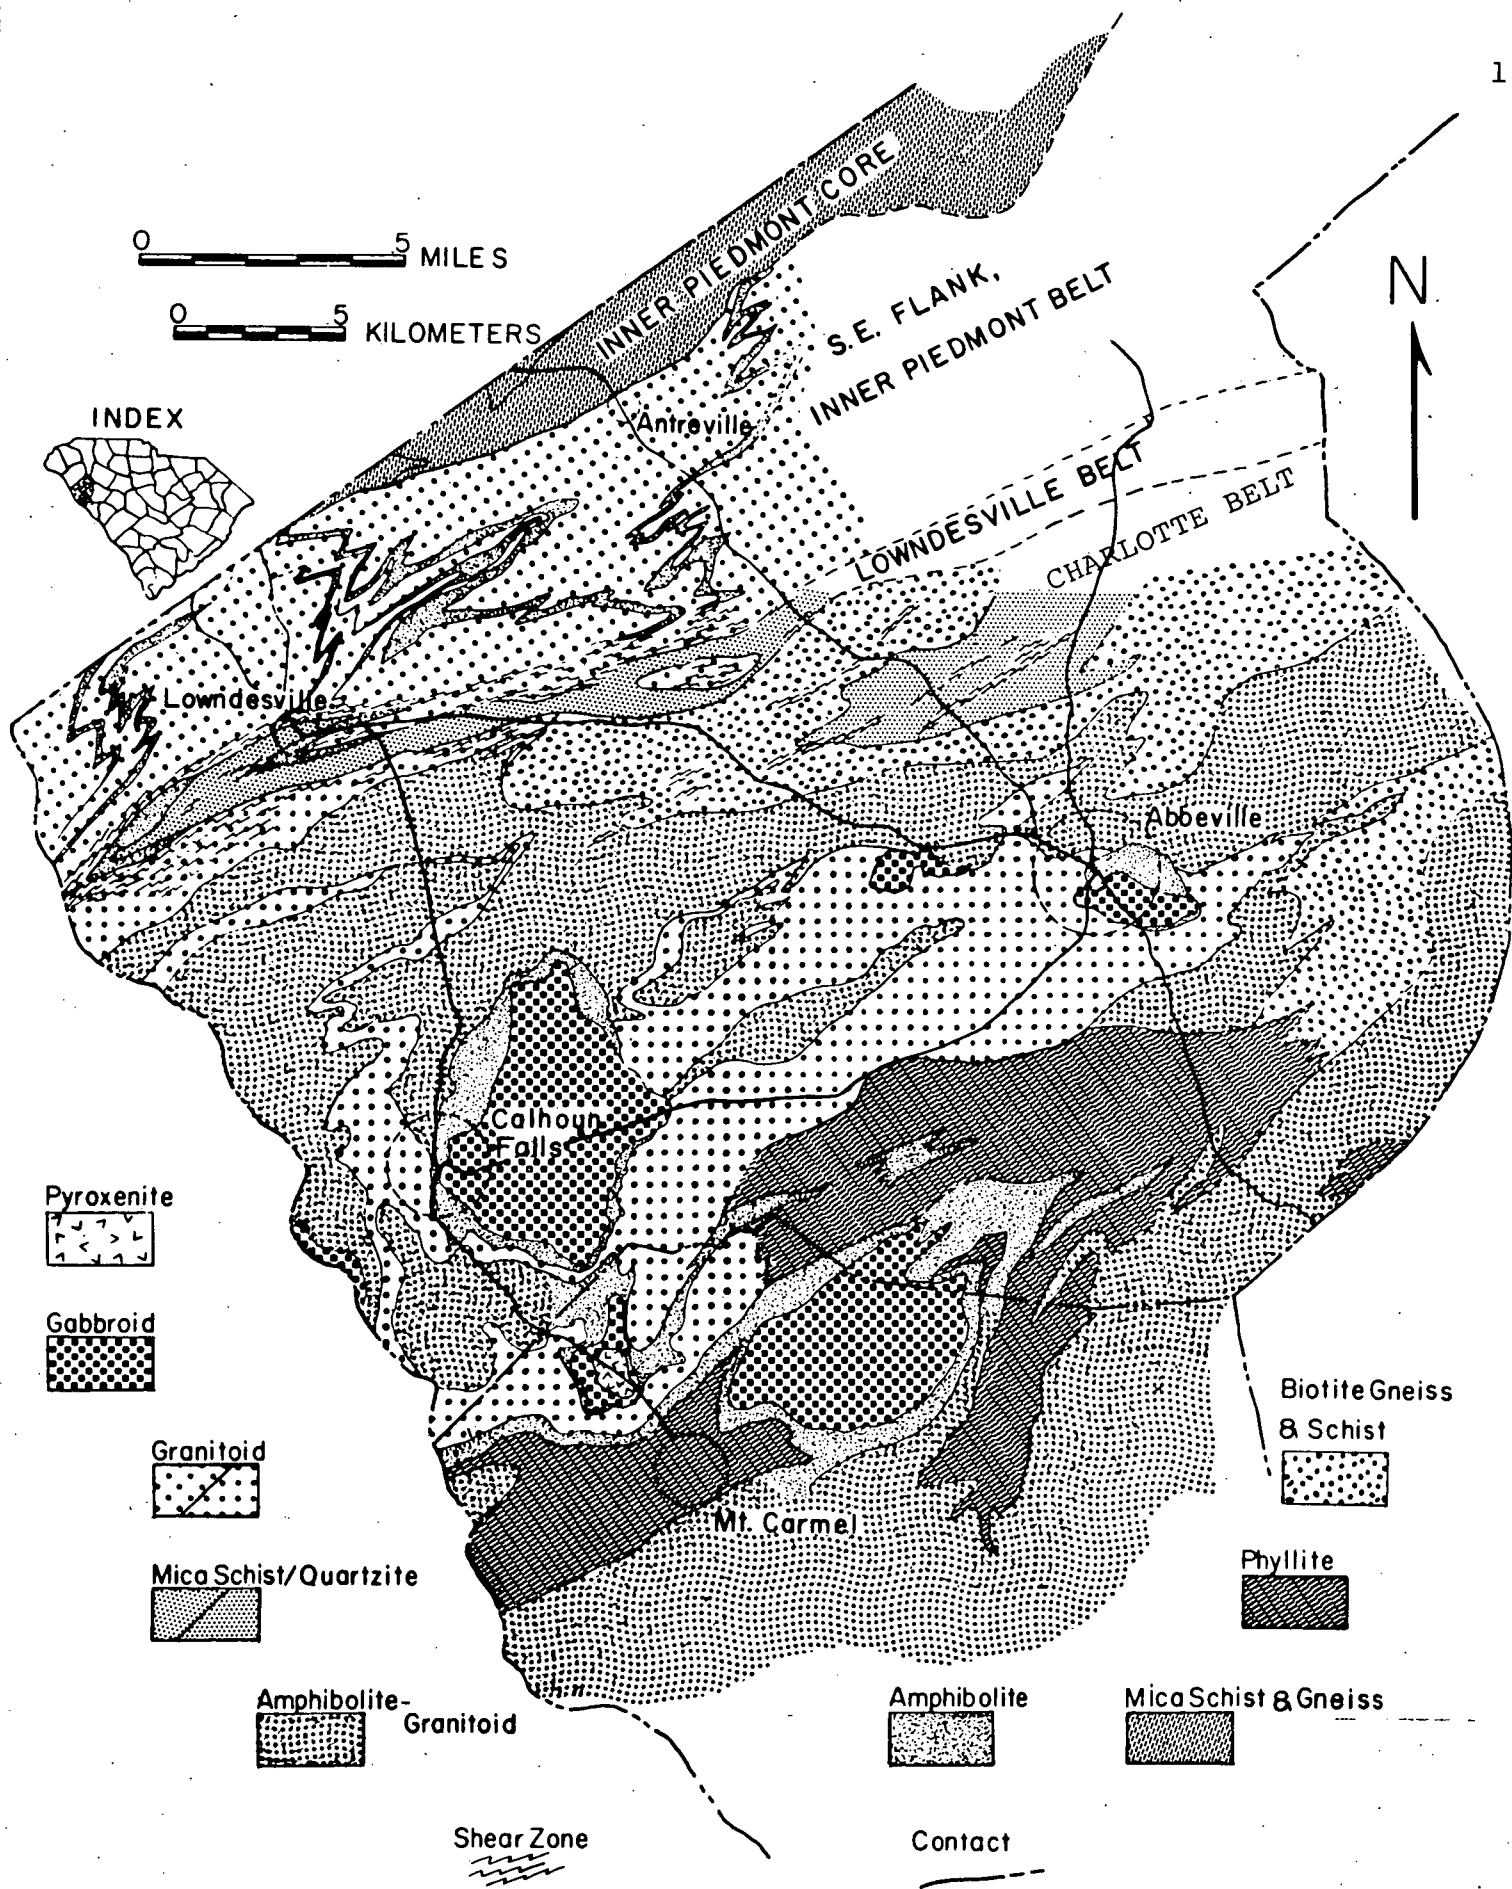 1
INNER PIEDMONT CORE
0 5 MILES
0 5 KILOMETERS
N
S.E. FLANK,
INNER PIEDMONT BELT
INDEX
Antreville
LOWNDESVILLE BELT
CHARLOTTE BELT
Lowndesville
Abbeville
Calhoun
Falls
Pyroxenite
Gabbroid
Biotite Gneiss
& Schist
Granitoid
Mt. Carmel
Phyllite
Mica Schist/Quartzite
Amphibolite-
Granitoid
Amphibolite
Mica Schist & Gneiss
Shear Zone
Contact